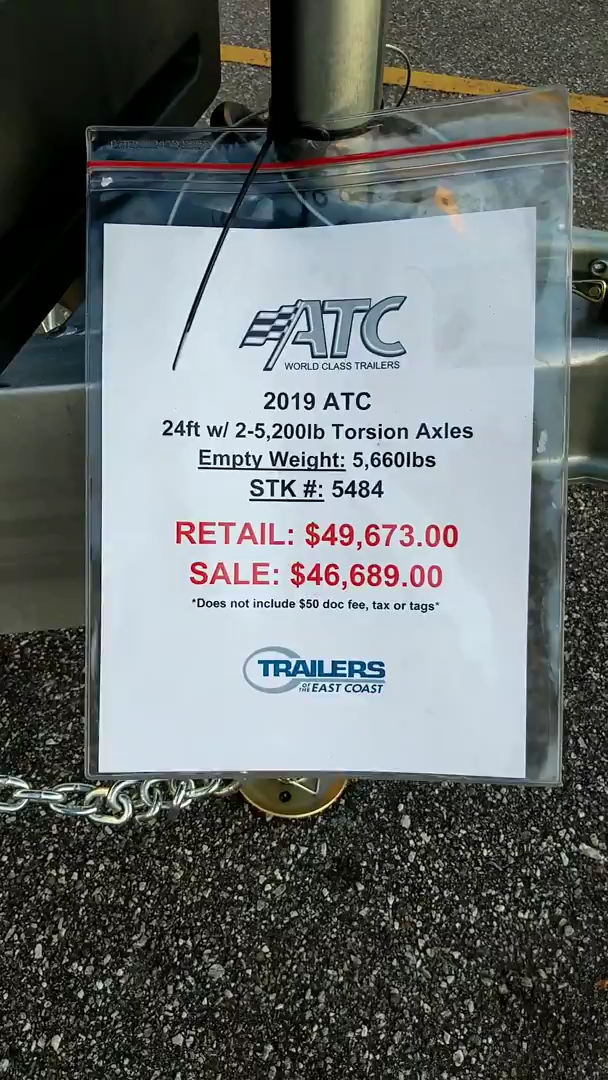 ATC
WORLD CLASS TRAILERS
2019 ATC
24ft w/ 2-5,200lb Torsion Axles
Empty Weight: 5,660lbs
STK #: 5484
RETAIL: $49,673.00
SALE: $46,689.00
*Does not include $50 doc fee, tax or tags*
TRAILERS
OF THE EAST COAST